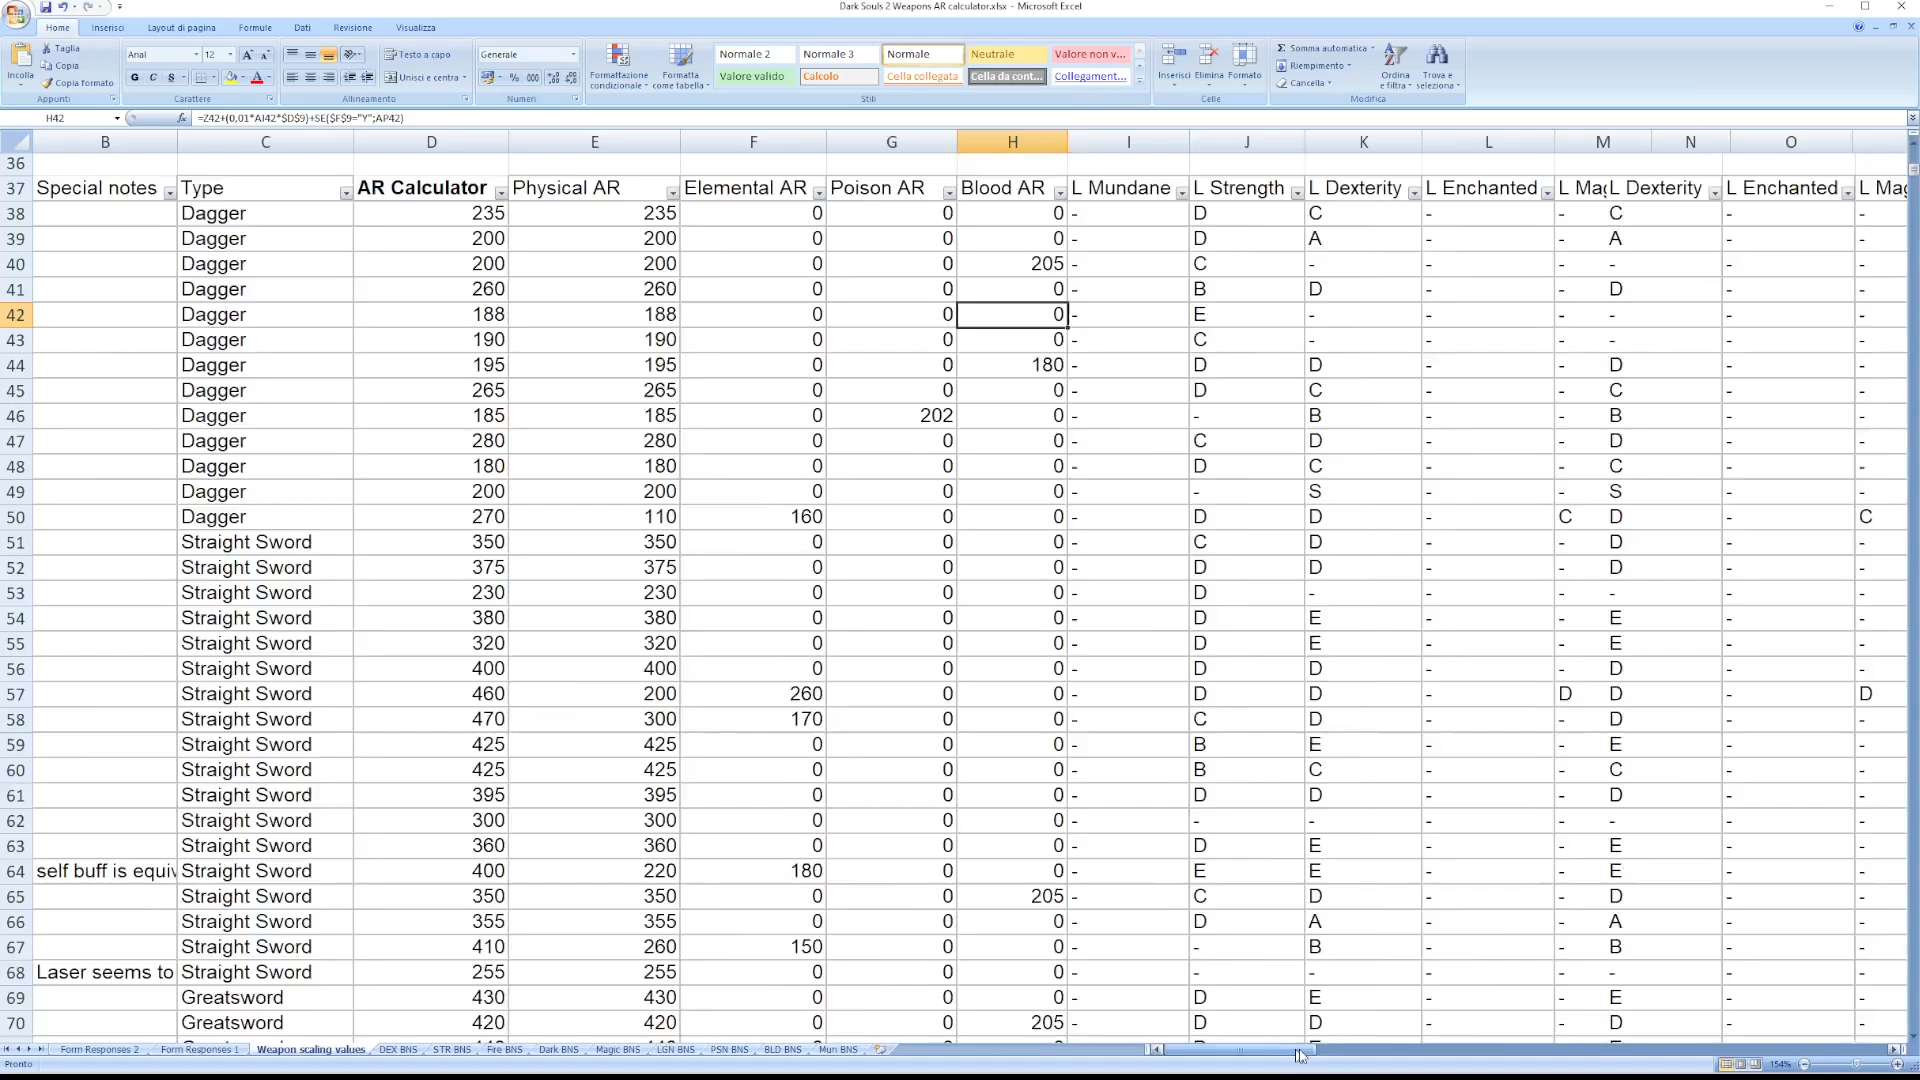 Dark Souls 2 Weapons AR calculator.xlsx - Microsoft Excel
Home Inserisci Layout di pagina Formule Dati Revisione Visualizza
Incolla Taglia Copia Copia formato Appunti
Arial 12 G C S A Carattere
Testo a capo Unisci e centra Allineamento
Generale % 000 Numeri
Formattazione condizionale Formatta come tabella
Normale 2 Normale 3 Normale Neutrale Valore non v...
Valore valido Calcolo Cella collegata Cella da cont... Collegament...
Stili
Inserisci Elimina Formato Celle
Somma automatica Riempimento Cancella Ordina e filtra Trova e seleziona Modifica
H42 fx =Z42+(0,01*AI42*$D$9)+SE($F$9="Y";AP42)
B C D E F G H I J K L M N O
36
37 Special notes Type AR Calculator Physical AR Elemental AR Poison AR Blood AR L Mundane L Strength L Dexterity L Enchanted L Mag L Dexterity L Enchanted L Mag
38 Dagger 235 235 0 0 0 - D C - - C - -
39 Dagger 200 200 0 0 0 - D A - - A - -
40 Dagger 200 200 0 0 205 - C - - - - - -
41 Dagger 260 260 0 0 0 - B D - - D - -
42 Dagger 188 188 0 0 0 - E - - - - - -
43 Dagger 190 190 0 0 0 - C - - - - - -
44 Dagger 195 195 0 0 180 - D D - - D - -
45 Dagger 265 265 0 0 0 - D C - - C - -
46 Dagger 185 185 0 202 0 - - B - - B - -
47 Dagger 280 280 0 0 0 - C D - - D - -
48 Dagger 180 180 0 0 0 - D C - - C - -
49 Dagger 200 200 0 0 0 - - S - - S - -
50 Dagger 270 110 160 0 0 - D D - C D - C
51 Straight Sword 350 350 0 0 0 - C D - - D - -
52 Straight Sword 375 375 0 0 0 - D D - - D - -
53 Straight Sword 230 230 0 0 0 - D - - - - - -
54 Straight Sword 380 380 0 0 0 - D E - - E - -
55 Straight Sword 320 320 0 0 0 - D E - - E - -
56 Straight Sword 400 400 0 0 0 - D D - - D - -
57 Straight Sword 460 200 260 0 0 - D D - D D - D
58 Straight Sword 470 300 170 0 0 - C D - - D - -
59 Straight Sword 425 425 0 0 0 - B E - - E - -
60 Straight Sword 425 425 0 0 0 - B C - - C - -
61 Straight Sword 395 395 0 0 0 - D D - - D - -
62 Straight Sword 300 300 0 0 0 - - - - - - - -
63 Straight Sword 360 360 0 0 0 - D E - - E - -
64 self buff is equiv Straight Sword 400 220 180 0 0 - E E - - E - -
65 Straight Sword 350 350 0 0 205 - C D - - D - -
66 Straight Sword 355 355 0 0 0 - D A - - A - -
67 Straight Sword 410 260 150 0 0 - - B - - B - -
68 Laser seems to Straight Sword 255 255 0 0 0 - - - - - - - -
69 Greatsword 430 430 0 0 0 - D E - - E - -
70 Greatsword 420 420 0 0 205 - D D - - D - -
Form Responses 2 Form Responses 1 Weapon scaling values DEX BNS STR BNS Fire BNS Dark BNS Magic BNS LGN BNS PSN BNS BLD BNS Mun BNS
Pronto 154%